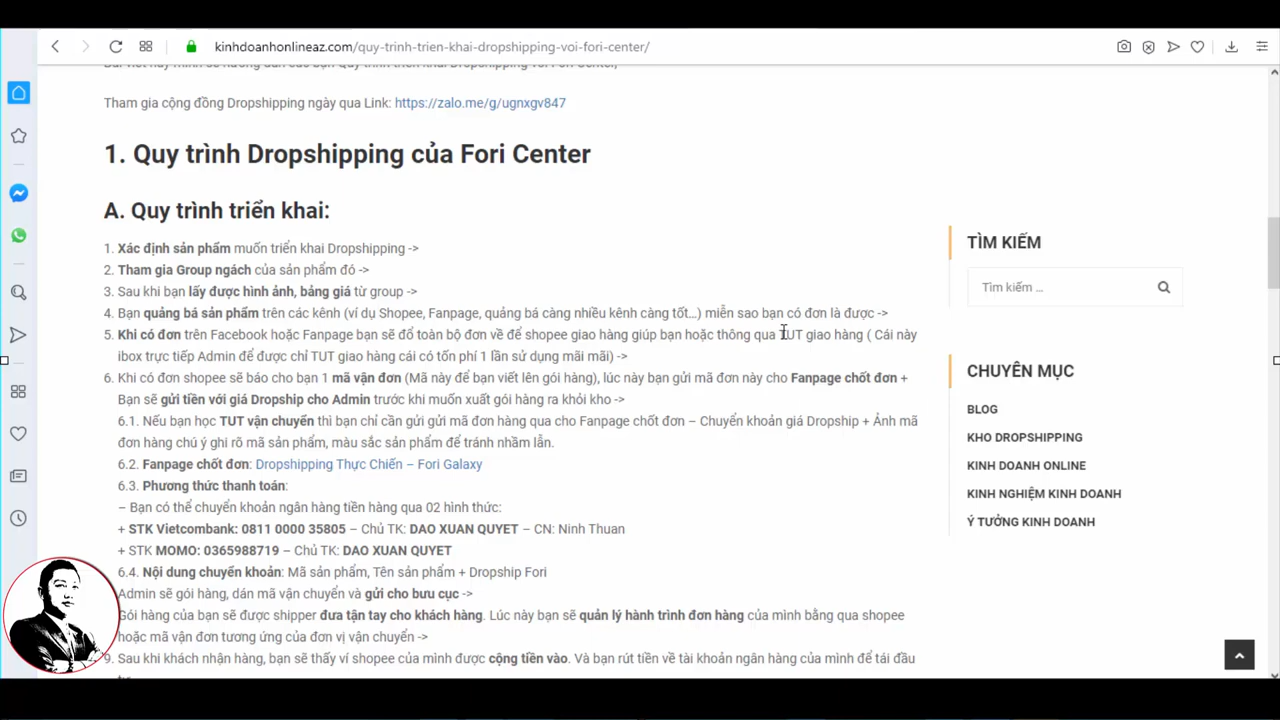 kinhdoanhonlineaz.com/quy-trinh-trien-khai-dropshipping-voi-fori-center/
Bài viết này mình sẽ hướng dẫn các bạn Quy trình triển khai Dropshipping với Fori Center,
Tham gia cộng đồng Dropshipping ngay qua Link: https://zalo.me/g/ugnxgv847
1. Quy trình Dropshipping của Fori Center
A. Quy trình triển khai:
1. Xác định sản phẩm muốn triển khai Dropshipping ->
2. Tham gia Group ngách của sản phẩm đó ->
3. Sau khi bạn lấy được hình ảnh, bảng giá từ group ->
4. Bạn quảng bá sản phẩm trên các kênh (ví dụ Shopee, Fanpage, quảng bá càng nhiều kênh càng tốt…) miễn sao bạn có đơn là được ->
5. Khi có đơn trên Facebook hoặc Fanpage bạn sẽ đổ toàn bộ đơn về để shopee giao hàng giúp bạn hoặc thông qua TUT giao hàng ( Cái này
ibox trực tiếp Admin để được chỉ TUT giao hàng cái có tốn phí 1 lần sử dụng mãi mãi) ->
6. Khi có đơn shopee sẽ báo cho bạn 1 mã vận đơn (Mã này để bạn viết lên gói hàng), lúc này bạn gửi mã đơn này cho Fanpage chốt đơn +
Bạn sẽ gửi tiền với giá Dropship cho Admin trước khi muốn xuất gói hàng ra khỏi kho ->
6.1. Nếu bạn học TUT vận chuyển thì bạn chỉ cần gửi gửi mã đơn hàng qua cho Fanpage chốt đơn – Chuyển khoản giá Dropship + Ảnh mã
đơn hàng chú ý ghi rõ mã sản phẩm, màu sắc sản phẩm để tránh nhầm lẫn.
6.2. Fanpage chốt đơn: Dropshipping Thực Chiến – Fori Galaxy
6.3. Phương thức thanh toán:
– Bạn có thể chuyển khoản ngân hàng tiền hàng qua 02 hình thức:
+ STK Vietcombank: 0811 0000 35805 – Chủ TK: DAO XUAN QUYET – CN: Ninh Thuan
+ STK MOMO: 0365988719 – Chủ TK: DAO XUAN QUYET
6.4. Nội dung chuyển khoản: Mã sản phẩm, Tên sản phẩm + Dropship Fori
Admin sẽ gói hàng, dán mã vận chuyển và gửi cho bưu cục ->
Gói hàng của bạn sẽ được shipper đưa tận tay cho khách hàng. Lúc này bạn sẽ quản lý hành trình đơn hàng của mình bằng qua shopee
hoặc mã vận đơn tương ứng của đơn vị vận chuyển ->
9. Sau khi khách nhận hàng, bạn sẽ thấy ví shopee của mình được cộng tiền vào. Và bạn rút tiền về tài khoản ngân hàng của mình để tái đầu
TÌM KIẾM
Tìm kiếm …
CHUYÊN MỤC
BLOG
KHO DROPSHIPPING
KINH DOANH ONLINE
KINH NGHIỆM KINH DOANH
Ý TƯỞNG KINH DOANH